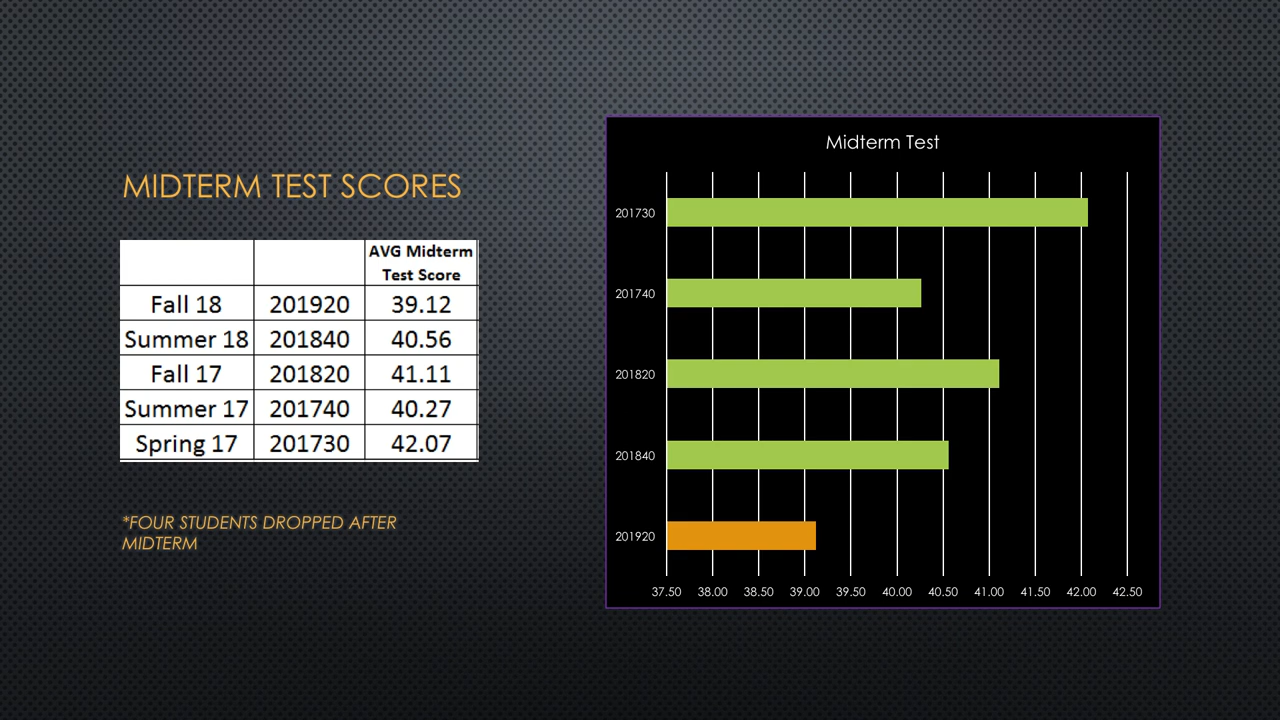 MIDTERM TEST SCORES
AVG Midterm
Test Score
Fall 18 201920 39.12
Summer 18 201840 40.56
Fall 17 201820 41.11
Summer 17 201740 40.27
Spring 17 201730 42.07
*FOUR STUDENTS DROPPED AFTER
MIDTERM
Midterm Test
201730
201740
201820
201840
201920
37.50 38.00 38.50 39.00 39.50 40.00 40.50 41.00 41.50 42.00 42.50